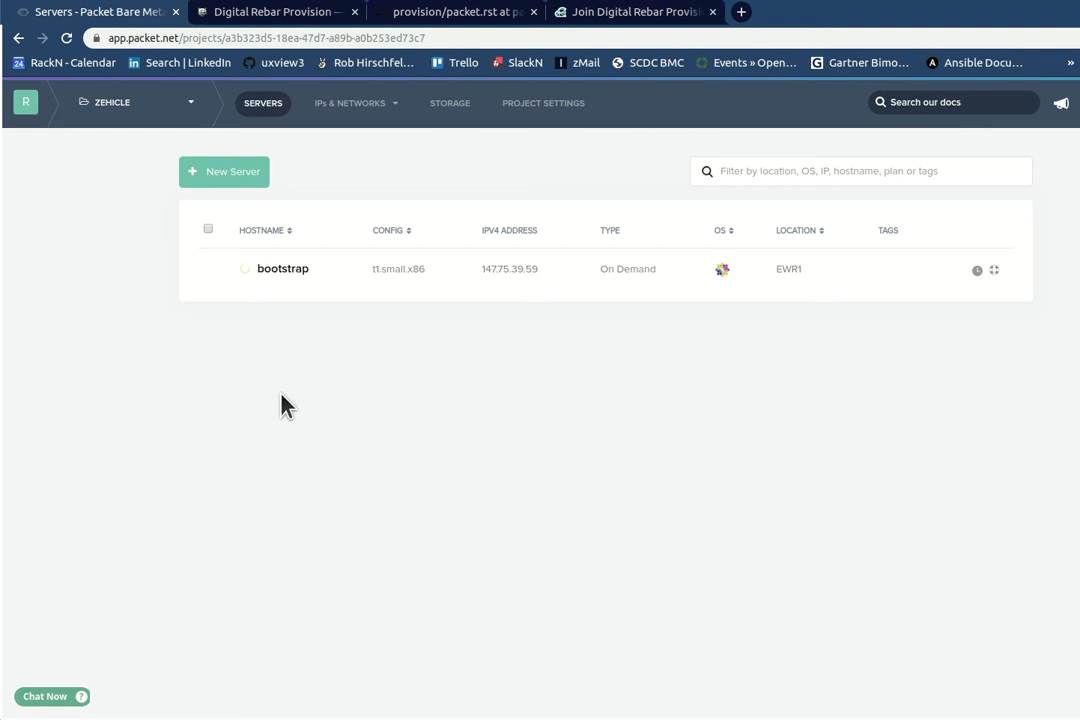 Servers - Packet Bare Met
Digital Rebar Provision —
provision/packet.rst at pa
Join Digital Rebar Provisi
app.packet.net/projects/a3b323d5-18ea-47d7-a89b-a0b253ed73c7
24 RackN - Calendar
Search | LinkedIn
uxview3
Rob Hirschfel...
Trello
SlackN
zMail
SCDC BMC
Events » Open...
G Gartner Bimo...
A Ansible Docu...
»
R
ZEHICLE
SERVERS
IPs & NETWORKS
STORAGE
PROJECT SETTINGS
Search our docs
+ New Server
Filter by location, OS, IP, hostname, plan or tags
HOSTNAME CONFIG IPV4 ADDRESS TYPE OS LOCATION TAGS
bootstrap t1.small.x86 147.75.39.59 On Demand EWR1
Chat Now ?